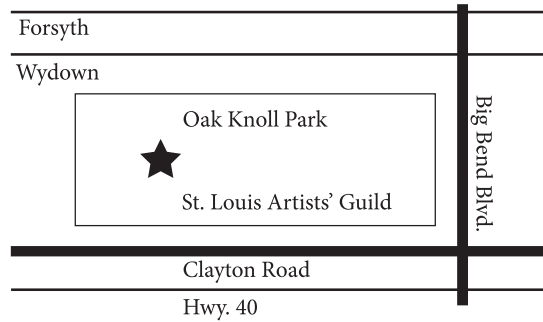 Forsyth
Wydown
Oak Knoll Park
St. Louis Artists’ Guild
Big Bend Blvd.
Clayton Road
Hwy. 40